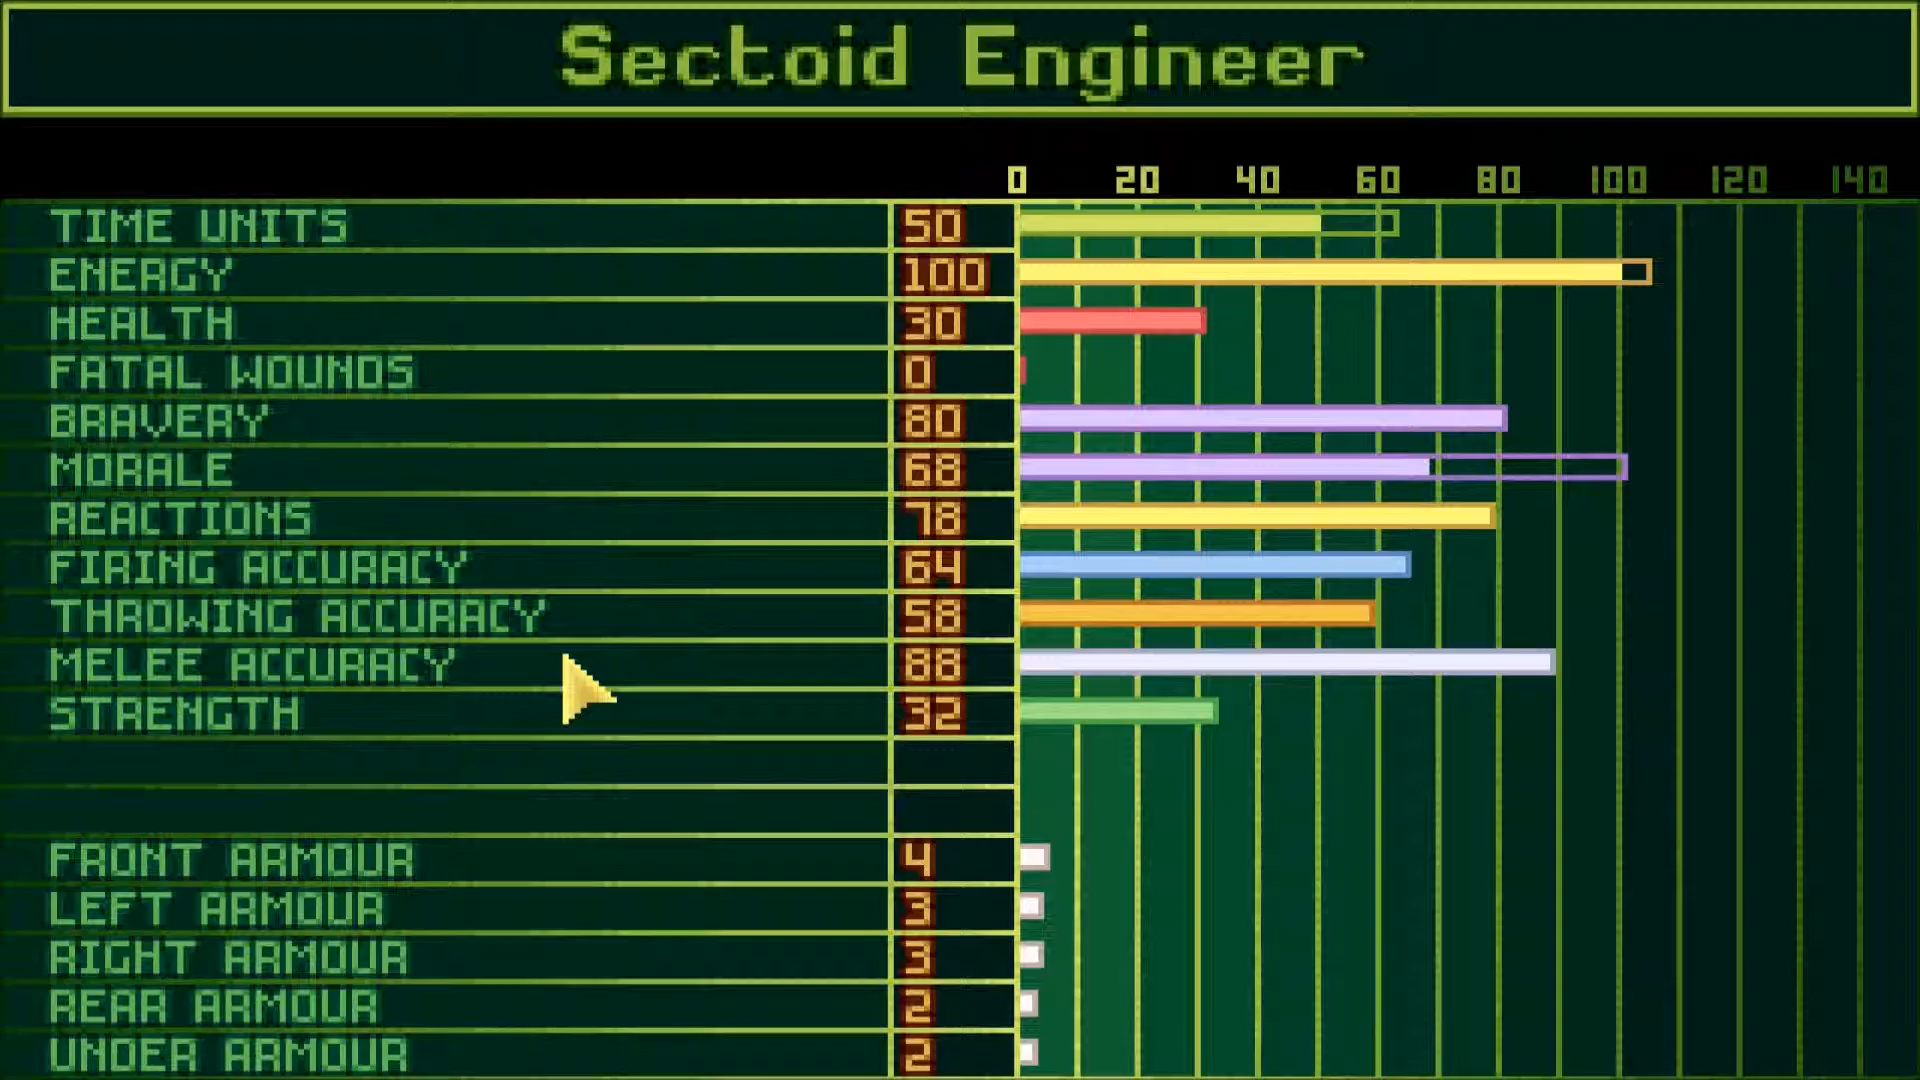 Sectoid Engineer
0 20 40 60 80 100 120 140
TIME UNITS 50
ENERGY 100
HEALTH 30
FATAL WOUNDS 0
BRAVERY 80
MORALE 68
REACTIONS 78
FIRING ACCURACY 64
THROWING ACCURACY 58
MELEE ACCURACY 88
STRENGTH 32
FRONT ARMOUR 4
LEFT ARMOUR 3
RIGHT ARMOUR 3
REAR ARMOUR 2
UNDER ARMOUR 2